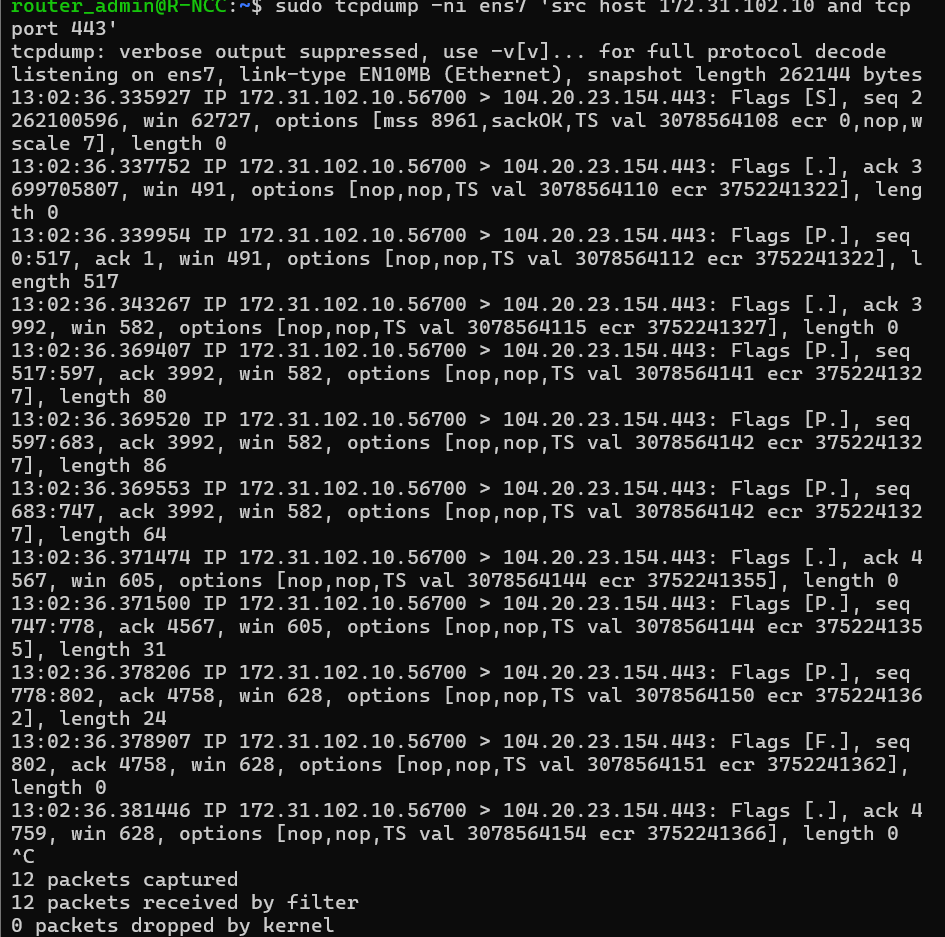 router_admin@R-NCC:~$ sudo tcpdump -ni ens7 'src host 172.31.102.10 and tcp
port 443'
tcpdump: verbose output suppressed, use -v[v]... for full protocol decode
listening on ens7, link-type EN10MB (Ethernet), snapshot length 262144 bytes
13:02:36.335927 IP 172.31.102.10.56700 > 104.20.23.154.443: Flags [S], seq 2
262100596, win 62727, options [mss 8961,sackOK,TS val 3078564108 ecr 0,nop,w
scale 7], length 0
13:02:36.337752 IP 172.31.102.10.56700 > 104.20.23.154.443: Flags [.], ack 3
699705807, win 491, options [nop,nop,TS val 3078564110 ecr 3752241322], leng
th 0
13:02:36.339954 IP 172.31.102.10.56700 > 104.20.23.154.443: Flags [P.], seq
0:517, ack 1, win 491, options [nop,nop,TS val 3078564112 ecr 3752241322], l
ength 517
13:02:36.343267 IP 172.31.102.10.56700 > 104.20.23.154.443: Flags [.], ack 3
992, win 582, options [nop,nop,TS val 3078564115 ecr 3752241327], length 0
13:02:36.369407 IP 172.31.102.10.56700 > 104.20.23.154.443: Flags [P.], seq
517:597, ack 3992, win 582, options [nop,nop,TS val 3078564141 ecr 375224132
7], length 80
13:02:36.369520 IP 172.31.102.10.56700 > 104.20.23.154.443: Flags [P.], seq
597:683, ack 3992, win 582, options [nop,nop,TS val 3078564142 ecr 375224132
7], length 86
13:02:36.369553 IP 172.31.102.10.56700 > 104.20.23.154.443: Flags [P.], seq
683:747, ack 3992, win 582, options [nop,nop,TS val 3078564142 ecr 375224132
7], length 64
13:02:36.371474 IP 172.31.102.10.56700 > 104.20.23.154.443: Flags [.], ack 4
567, win 605, options [nop,nop,TS val 3078564144 ecr 3752241355], length 0
13:02:36.371500 IP 172.31.102.10.56700 > 104.20.23.154.443: Flags [P.], seq
747:778, ack 4567, win 605, options [nop,nop,TS val 3078564144 ecr 375224135
5], length 31
13:02:36.378206 IP 172.31.102.10.56700 > 104.20.23.154.443: Flags [P.], seq
778:802, ack 4758, win 628, options [nop,nop,TS val 3078564150 ecr 375224136
2], length 24
13:02:36.378907 IP 172.31.102.10.56700 > 104.20.23.154.443: Flags [F.], seq
802, ack 4758, win 628, options [nop,nop,TS val 3078564151 ecr 3752241362],
length 0
13:02:36.381446 IP 172.31.102.10.56700 > 104.20.23.154.443: Flags [.], ack 4
759, win 628, options [nop,nop,TS val 3078564154 ecr 3752241366], length 0
^C
12 packets captured
12 packets received by filter
0 packets dropped by kernel